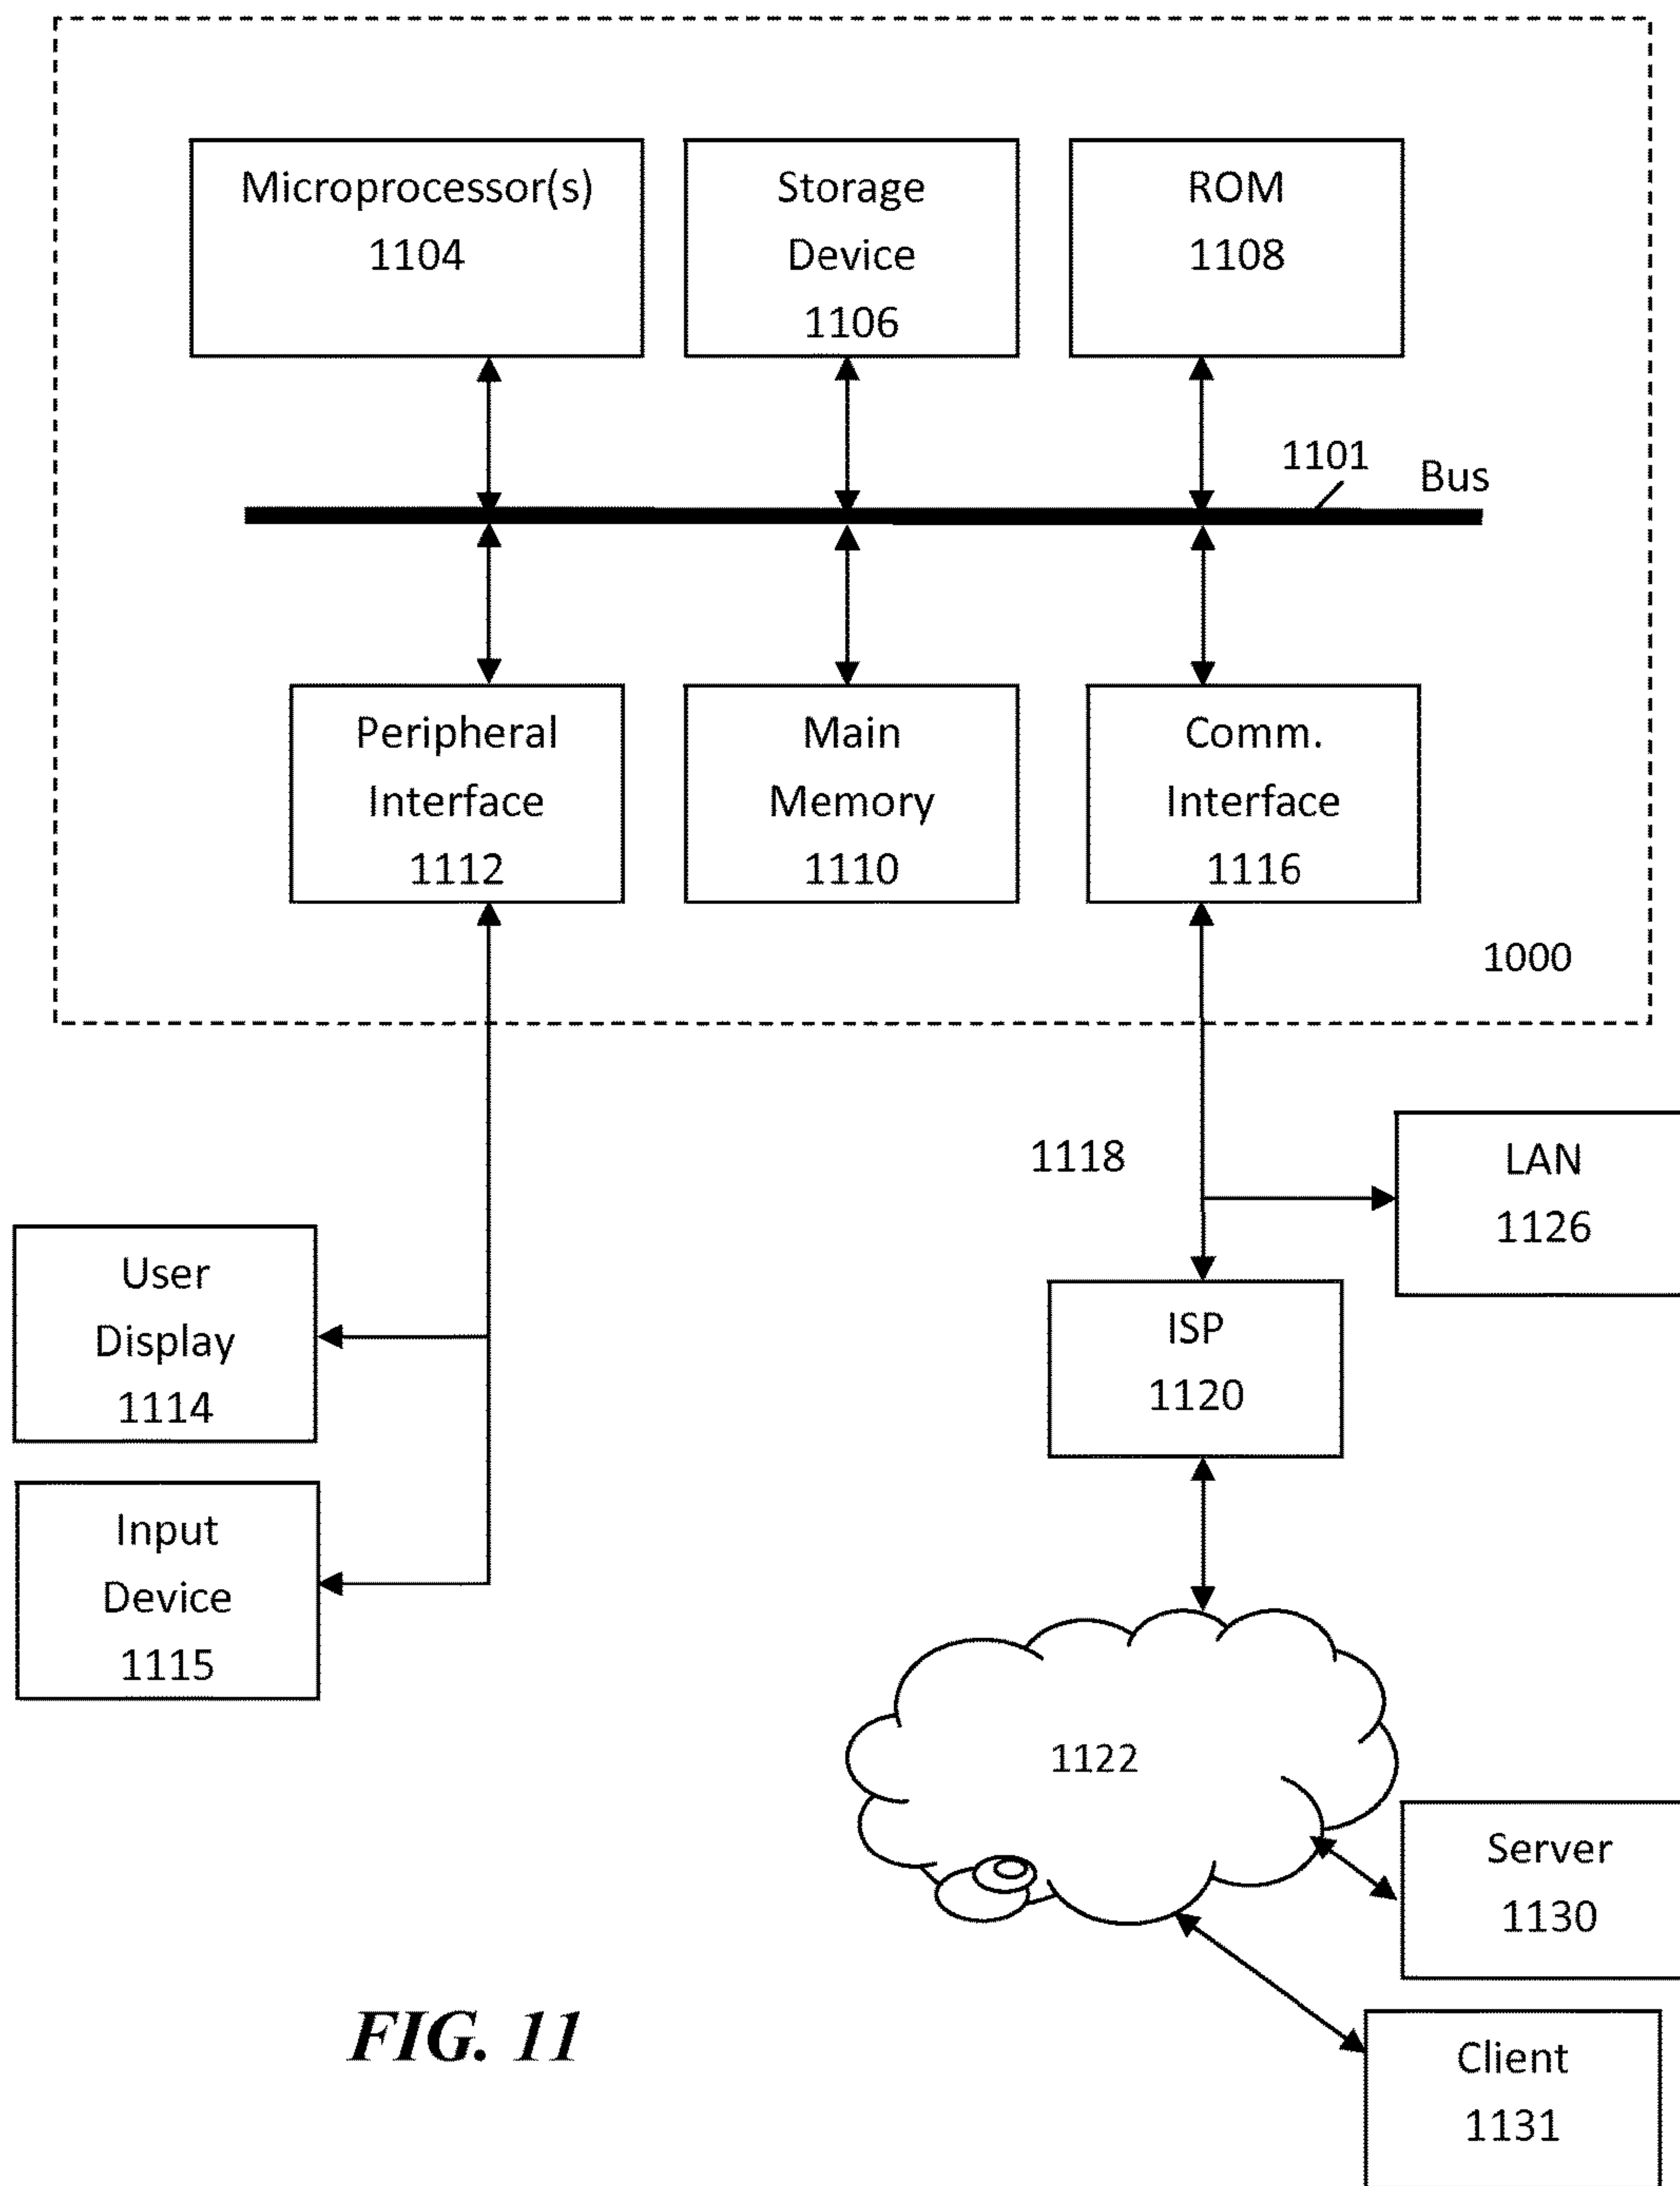 Microprocessor(s)
1104
Storage
Device
1106
ROM
1108
1101
Bus
Peripheral
Interface
1112
Main
Memory
1110
Comm.
Interface
1116
1000
1118
LAN
1126
User
Display
1114
ISP
1120
Input
Device
1115
1122
Server
1130
FIG. 11
Client
1131